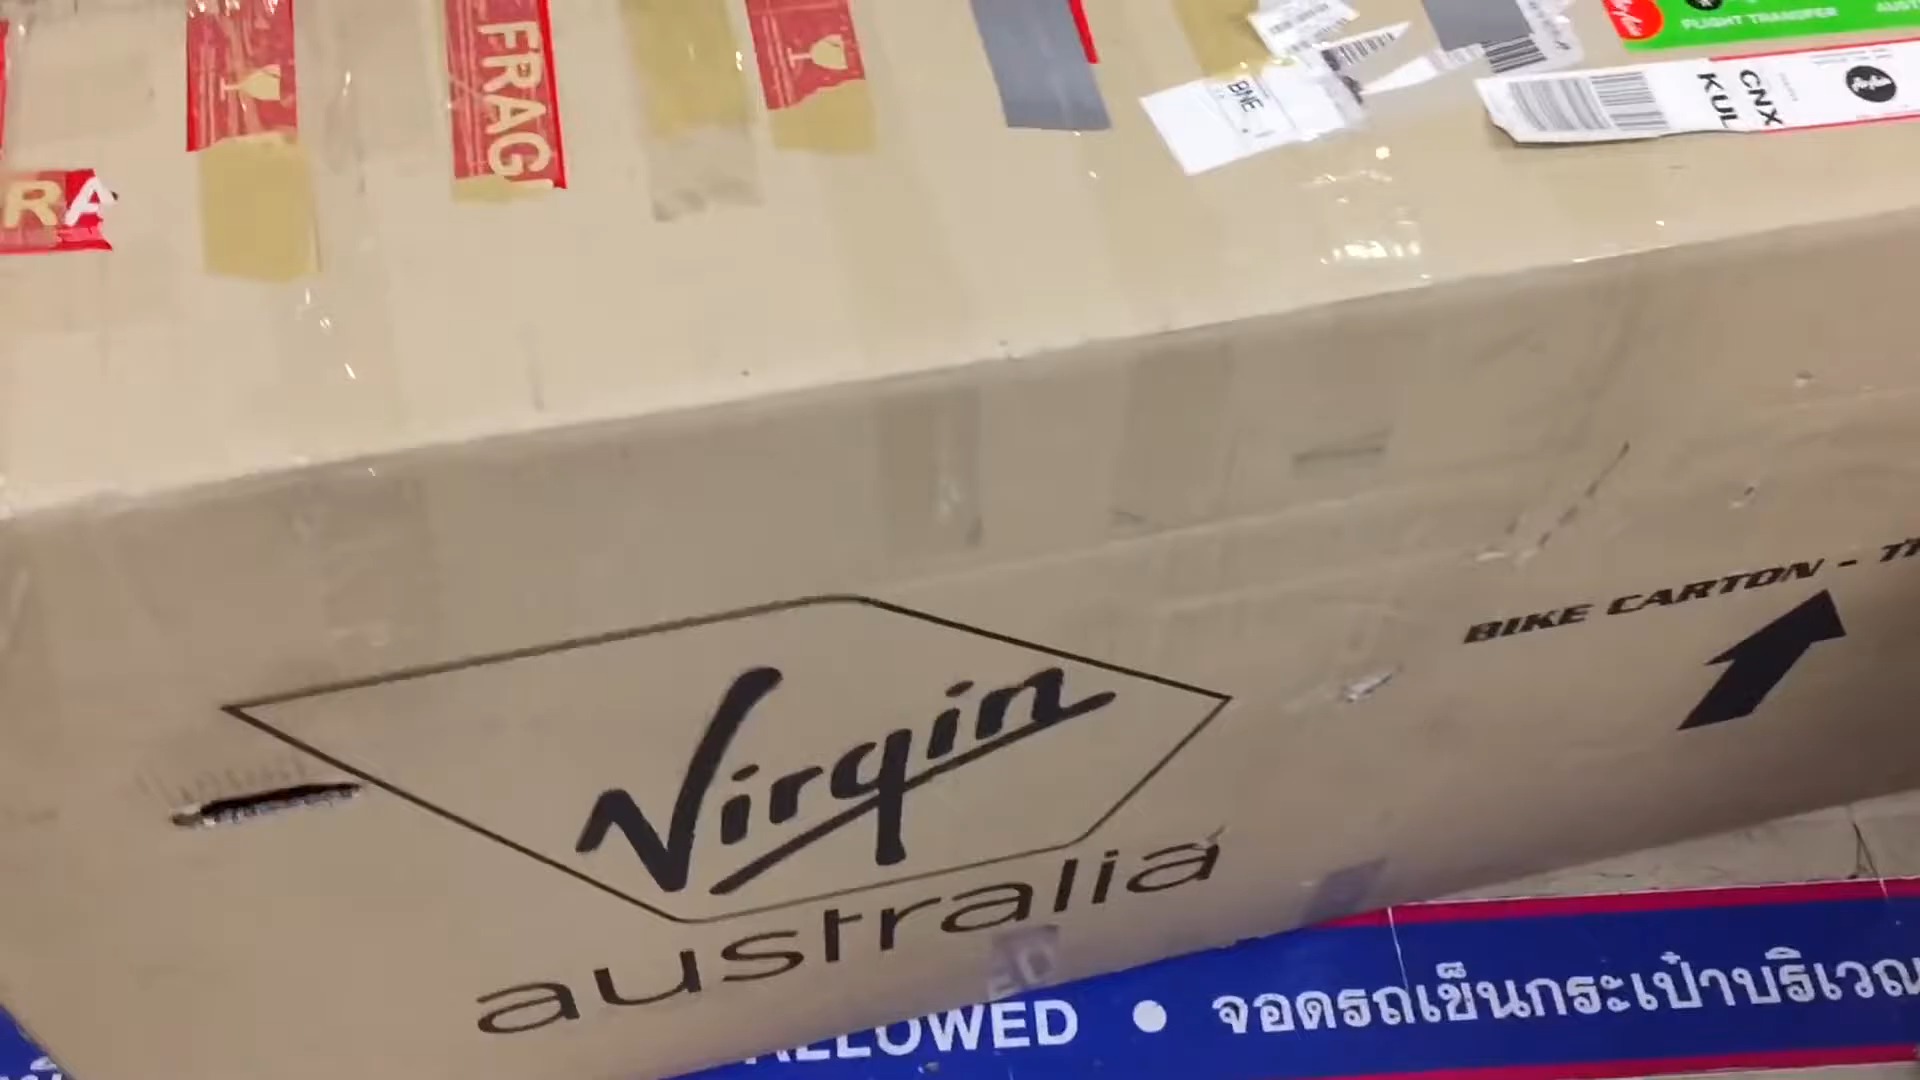 FLIGHT TRANSFER
FRAG
RA
BNE
CNX
KUL
BIKE CARTON -
Virgin
australia
ALLOWED • จอดรถเข็นกระเป๋าบริเวณ